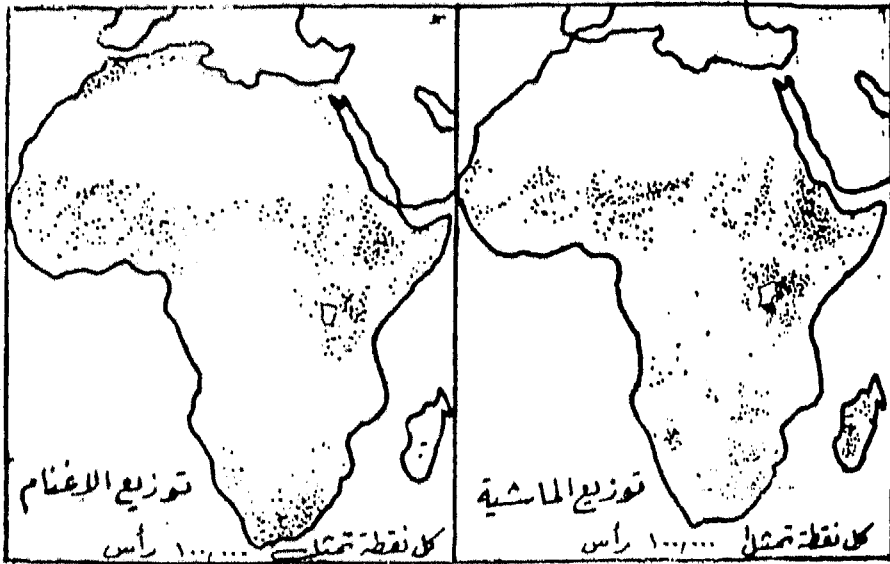 توزيع الماشية
كل نقطة تمثل ١٠٠,٠٠٠ رأس
توزيع الاغنام
كل نقطة تمثل ١٠٠,٠٠٠ رأس